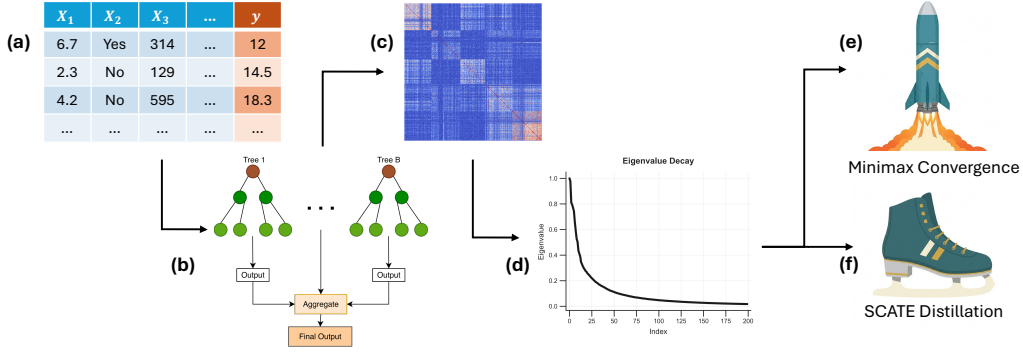 (a)
X₁ X₂ X₃ ... y
6.7 Yes 314 ... 12
2.3 No 129 ... 14.5
4.2 No 595 ... 18.3
... ... ... ... ...
(b)
Tree 1 Tree B
...
Output Output
Aggregate
Final Output
(c)
(d)
Eigenvalue Decay
Eigenvalue
1.0
0.8
0.6
0.4
0.2
0.0
0 25 50 75 100 125 150 175 200
Index
(e)
Minimax Convergence
(f)
SCATE Distillation